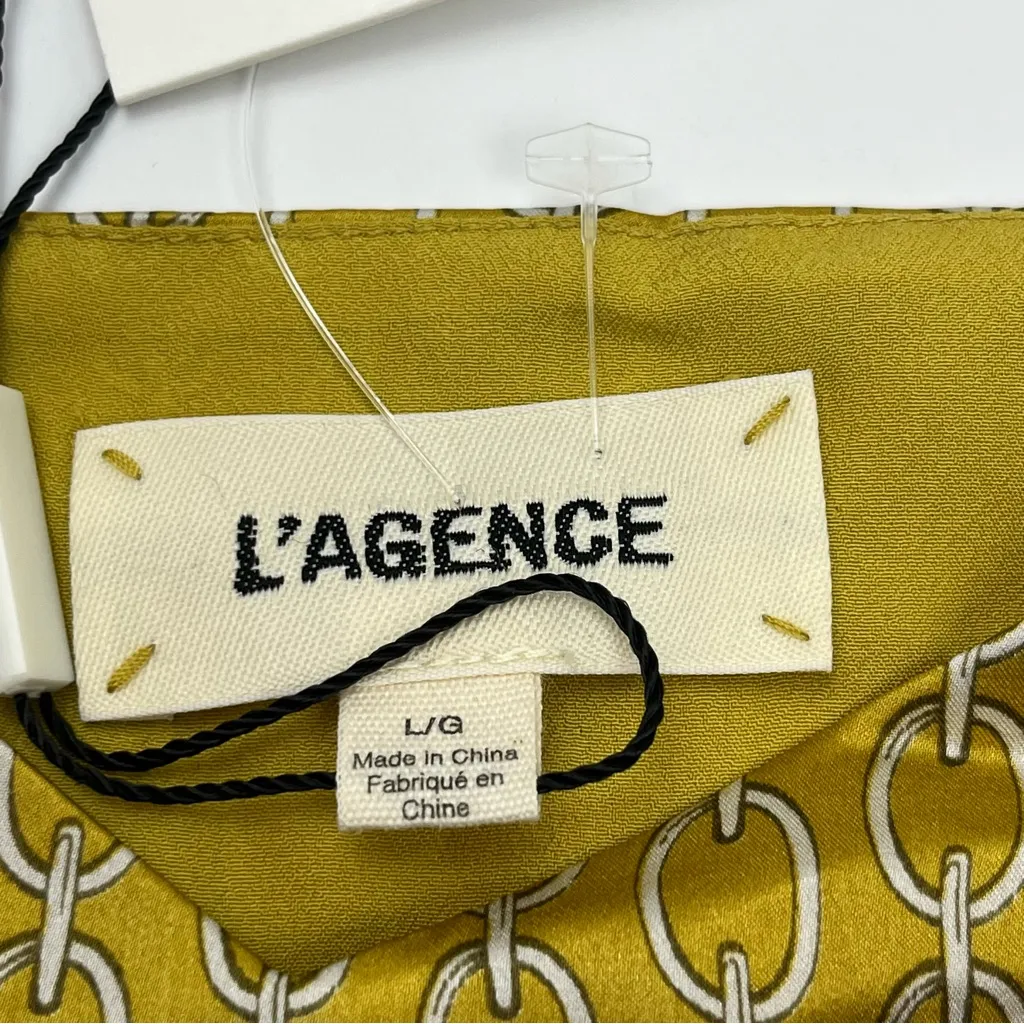 L'AGENCE
L/G
Made in China
Fabriqué en
Chine